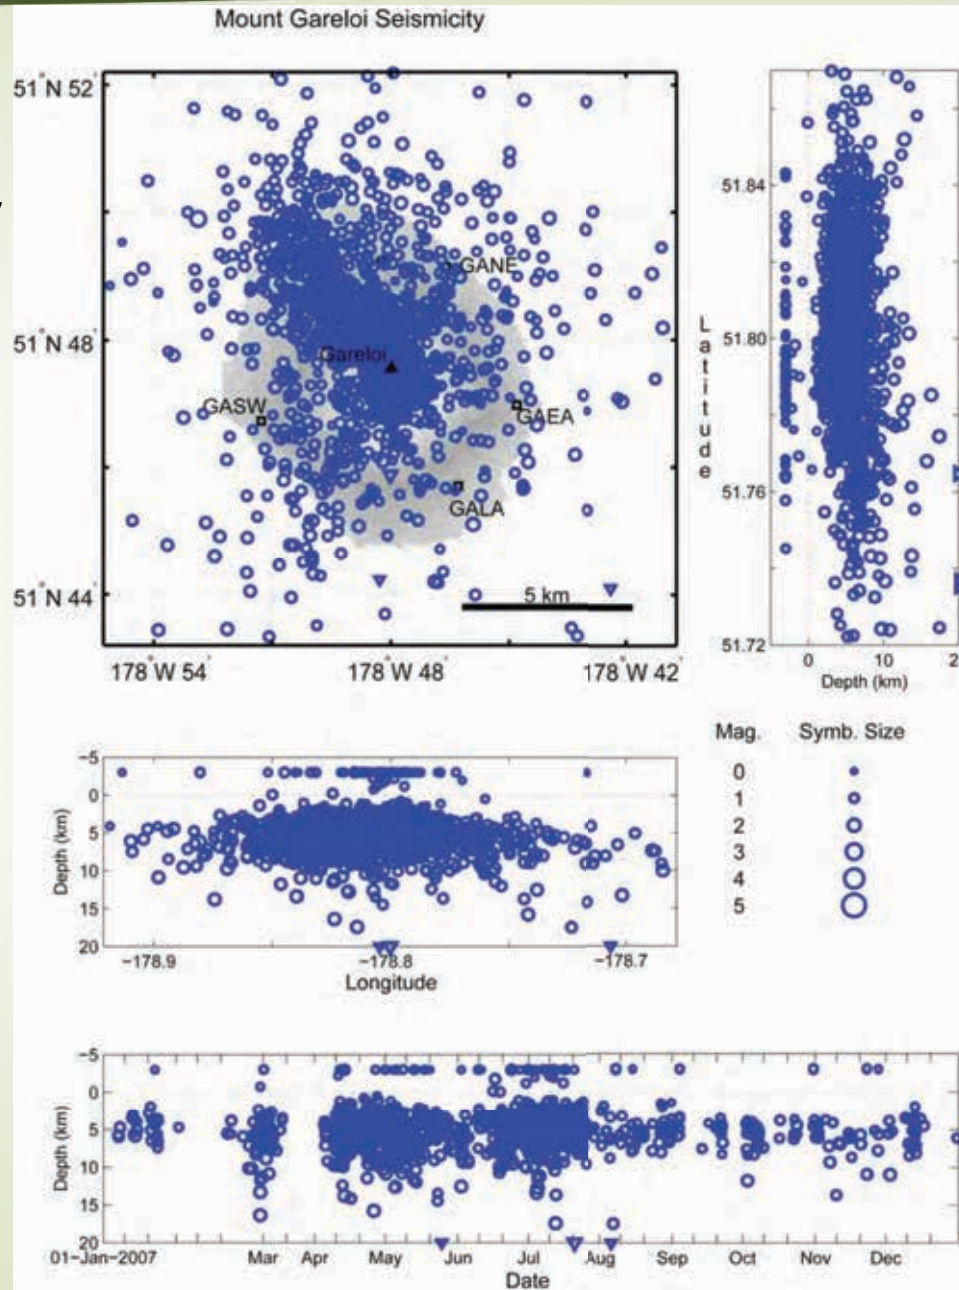 Mount Gareloi Seismicity
51°N 52'
51°N 48'
51°N 44'
178°W 54'
178°W 48'
178°W 42'
GANE
Gareloi
GASW
GAEA
GALA
5 km
51.84
51.80
51.76
51.72
Latitude
0
10
Depth (km)
Mag.
Symb. Size
0
1
2
3
4
5
−5
0
5
10
15
20
Depth (km)
−178.9
−178.8
−178.7
Longitude
−5
0
5
10
15
20
Depth (km)
01−Jan−2007
Mar
Apr
May
Jun
Jul
Aug
Sep
Oct
Nov
Dec
Date